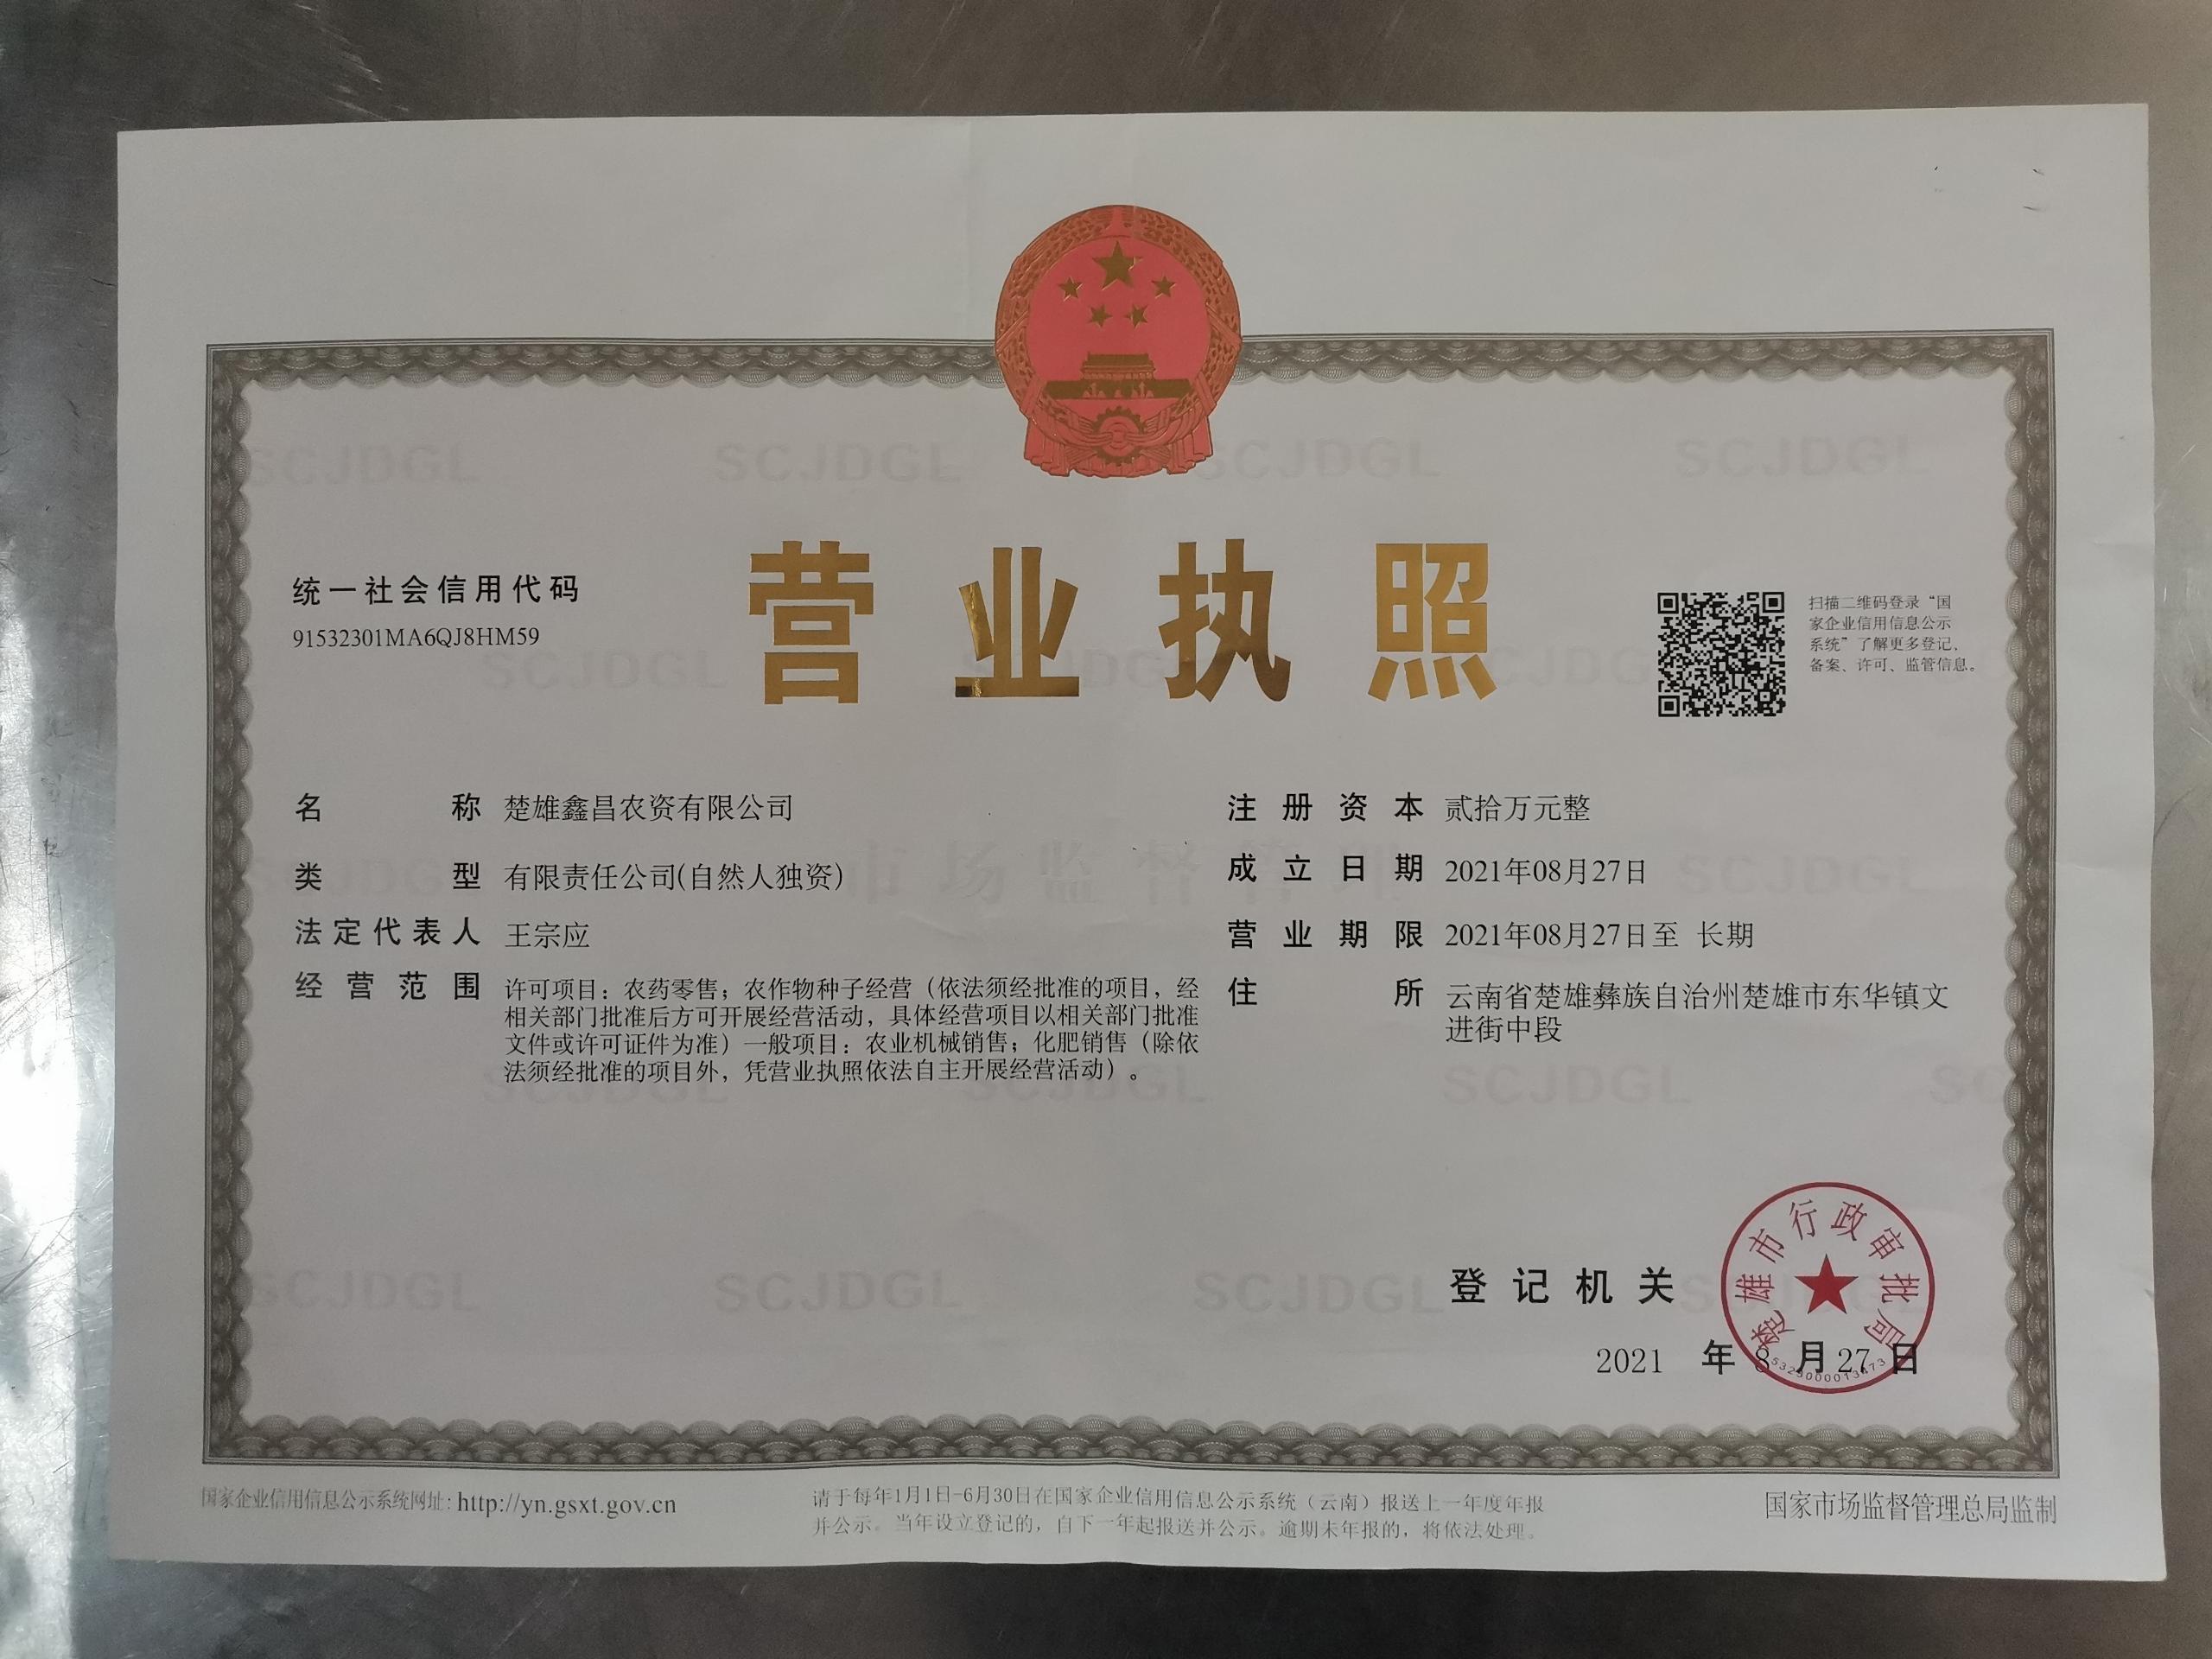 营业执照
统一社会信用代码
91532301MA6QJ8HM59
扫描二维码登录“国
家企业信用信息公示
系统”了解更多登记、
备案、许可、监管信息。
名称 楚雄鑫昌农资有限公司
类型 有限责任公司(自然人独资)
法定代表人 王宗应
经营范围 许可项目：农药零售；农作物种子经营（依法须经批准的项目，经
相关部门批准后方可开展经营活动，具体经营项目以相关部门批准
文件或许可证件为准）一般项目：农业机械销售；化肥销售（除依
法须经批准的项目外，凭营业执照依法自主开展经营活动）。
注册资本 贰拾万元整
成立日期 2021年08月27日
营业期限 2021年08月27日至 长期
住所 云南省楚雄彝族自治州楚雄市东华镇文
进街中段
登记机关
楚雄市行政审批局
2021 年 8 月 27 日
国家企业信用信息公示系统网址: http://yn.gsxt.gov.cn
请于每年1月1日-6月30日在国家企业信用信息公示系统（云南）报送上一年度年报
并公示。当年设立登记的，自下一年起报送并公示。逾期未年报的，将依法处理。
国家市场监督管理总局监制
SCJDGL
市场监督管理